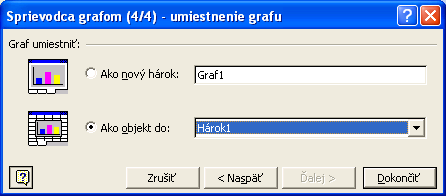 Sprievodca grafom (4/4) - umiestnenie grafu
Graf umiestniť:
Ako nový hárok: Graf1
Ako objekt do: Hárok1
Zrušiť < Naspäť Ďalej > Dokončiť